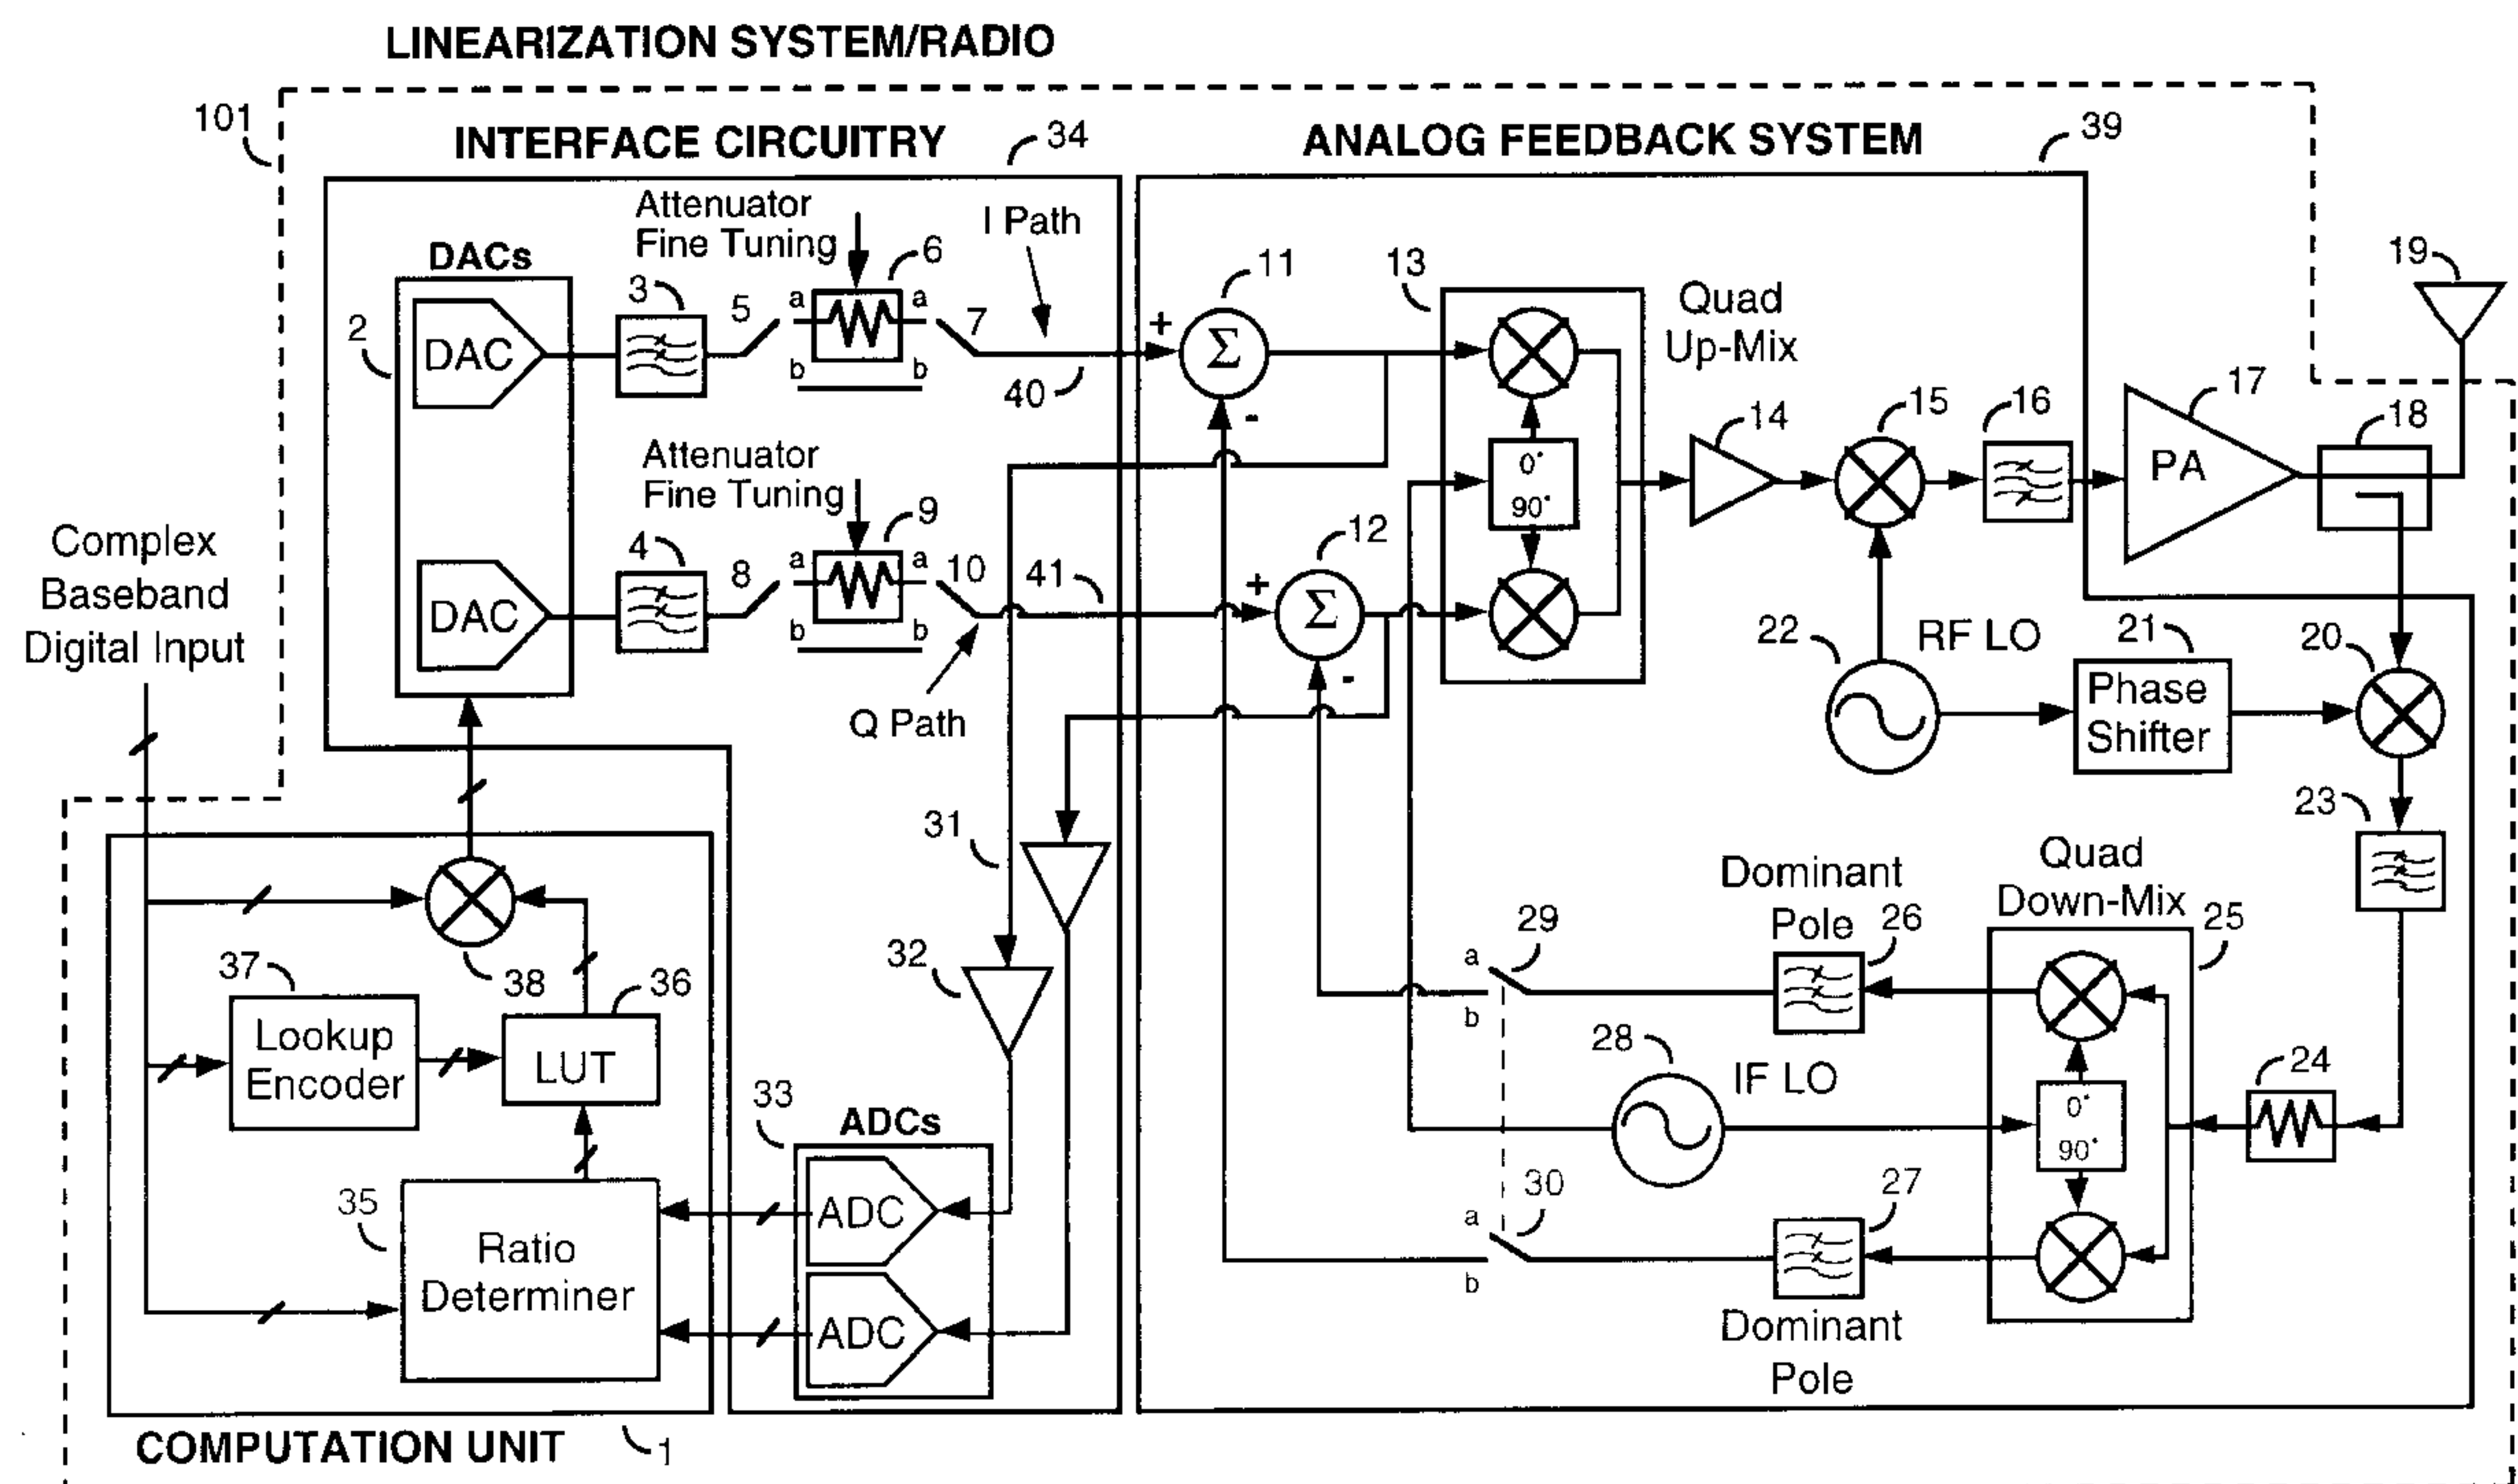 LINEARIZATION SYSTEM/RADIO
101
INTERFACE CIRCUITRY
34
ANALOG FEEDBACK SYSTEM
39
Attenuator
Fine Tuning
I Path
DACs
2
DAC
3
5
a
a
6
b
b
7
40
+
11
Σ
-
13
Quad
Up-Mix
0°
90°
14
15
16
17
PA
18
19
Attenuator
Fine Tuning
DAC
4
8
a
a
9
b
b
10
41
Q Path
+
12
Σ
-
Complex
Baseband
Digital Input
22
RF LO
21
Phase
Shifter
20
23
31
32
Dominant
Pole
26
Quad
Down-Mix
25
a
29
b
28
IF LO
0°
90°
24
a
30
b
27
Dominant
Pole
38
37
Lookup
Encoder
36
LUT
33
ADCs
ADC
ADC
35
Ratio
Determiner
COMPUTATION UNIT
1